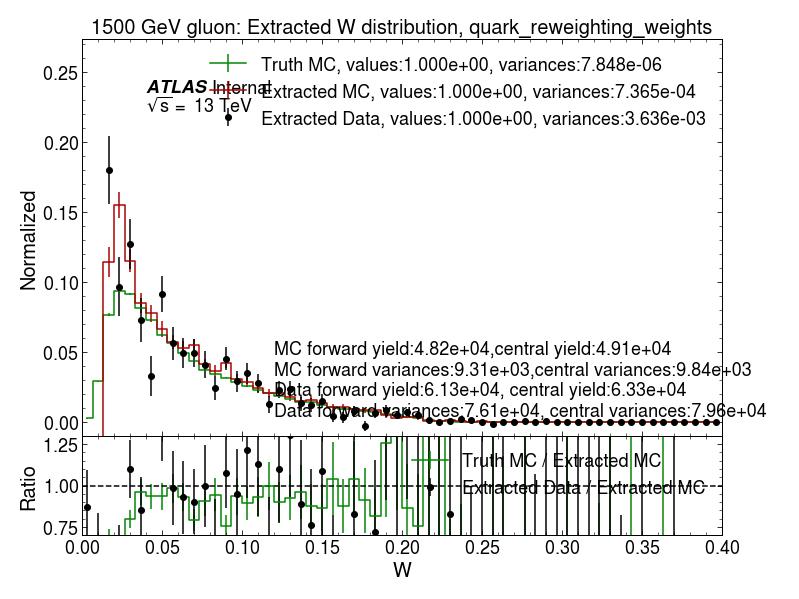 1500 GeV gluon: Extracted W distribution, quark_reweighting_weights
Truth MC, values:1.000e+00, variances:7.848e-06
ATLAS Internal
Extracted MC, values:1.000e+00, variances:7.365e-04
√s = 13 TeV
Extracted Data, values:1.000e+00, variances:3.636e-03
Normalized
0.25
0.20
0.15
0.10
0.05
0.00
MC forward yield:4.82e+04,central yield:4.91e+04
MC forward variances:9.31e+03,central variances:9.84e+03
Data forward yield:6.13e+04, central yield:6.33e+04
Data forward variances:7.61e+04, central variances:7.96e+04
Ratio
1.25
1.00
0.75
Truth MC / Extracted MC
Extracted Data / Extracted MC
0.00 0.05 0.10 0.15 0.20 0.25 0.30 0.35 0.40
W